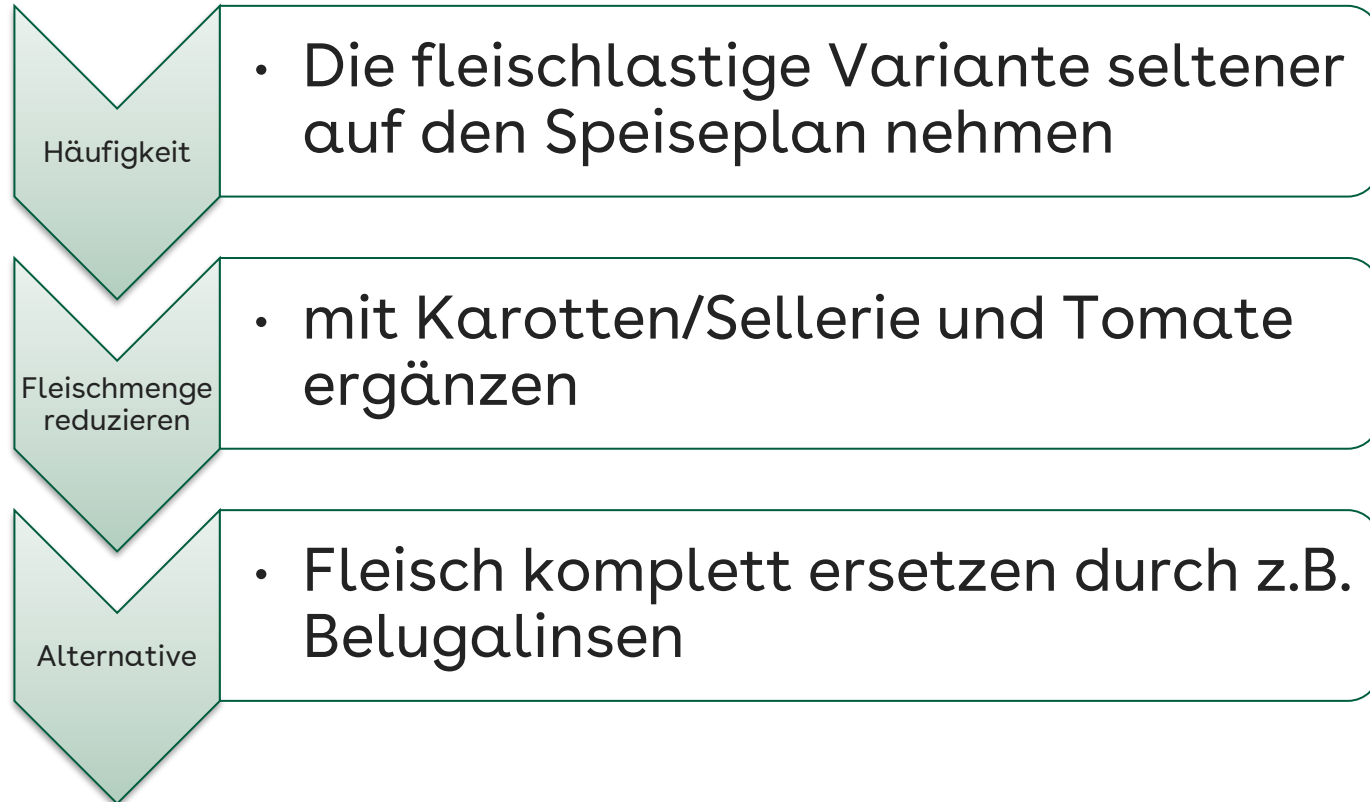 Häufigkeit
• Die fleischlastige Variante seltener
auf den Speiseplan nehmen
Fleischmenge
reduzieren
• mit Karotten/Sellerie und Tomate
ergänzen
Alternative
• Fleisch komplett ersetzen durch z.B.
Belugalinsen